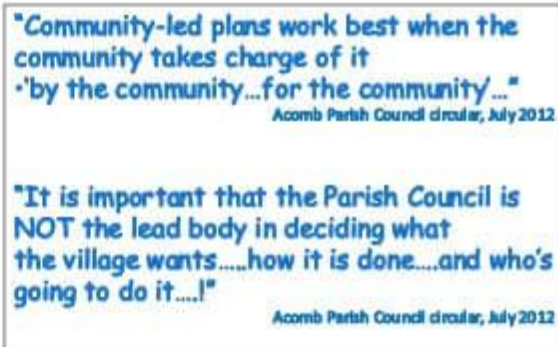 "Community-led plans work best when the
community takes charge of it
•'by the community...for the community'..."
Acomb Parish Council circular, July 2012
"It is important that the Parish Council is
NOT the lead body in deciding what
the village wants.....how it is done....and who's
going to do it....!"
Acomb Parish Council circular, July 2012